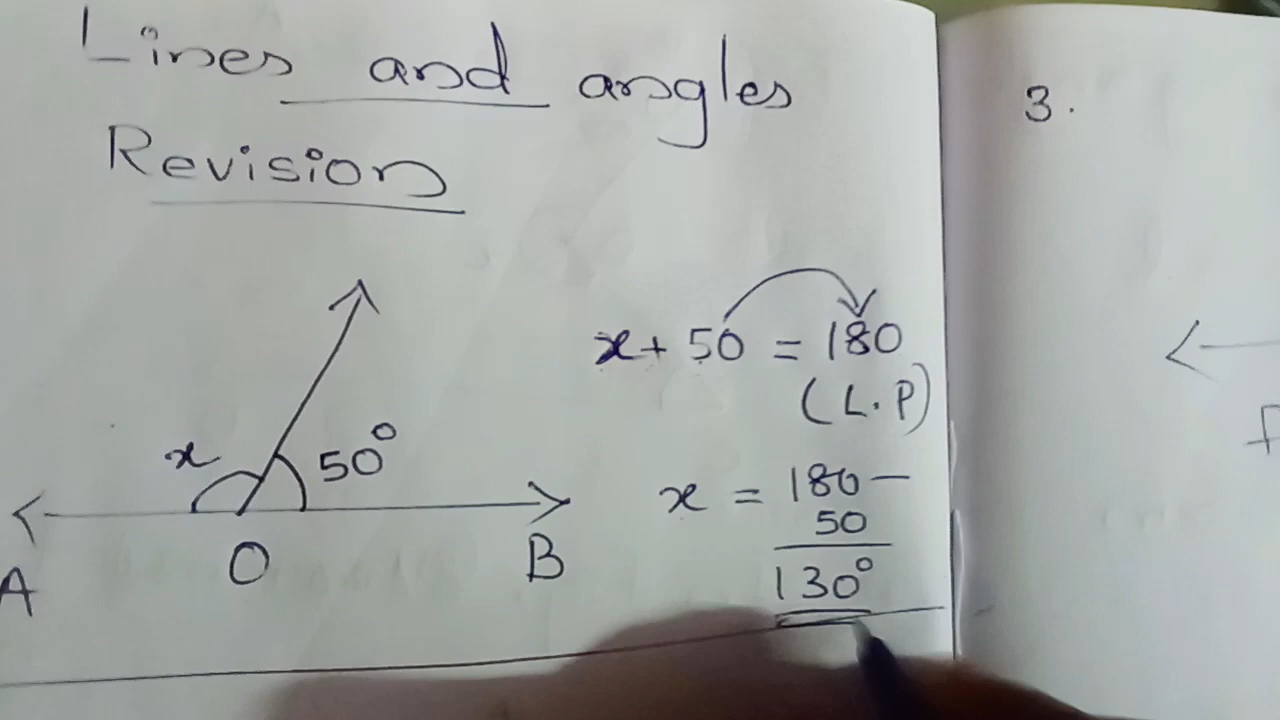 Lines and angles
Revision
x + 50 = 180
(L.P)
x 50°
A O B
x = 180 -
50
130°
3.